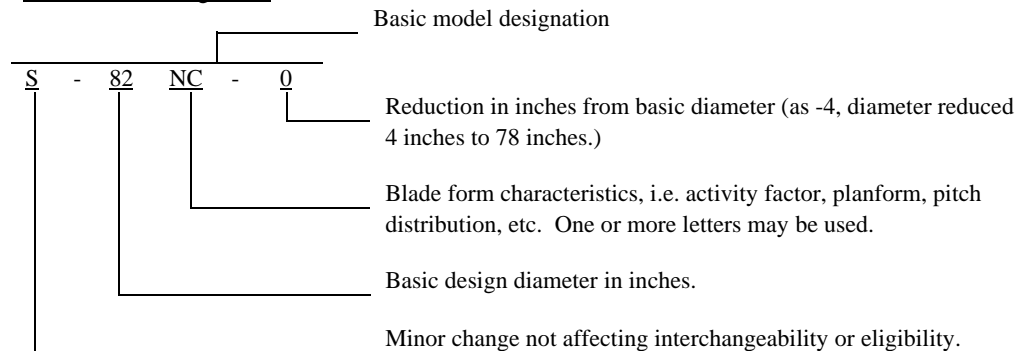 Basic model designation
S - 82 NC - 0
Reduction in inches from basic diameter (as -4, diameter reduced
4 inches to 78 inches.)
Blade form characteristics, i.e. activity factor, planform, pitch
distribution, etc. One or more letters may be used.
Basic design diameter in inches.
Minor change not affecting interchangeability or eligibility.